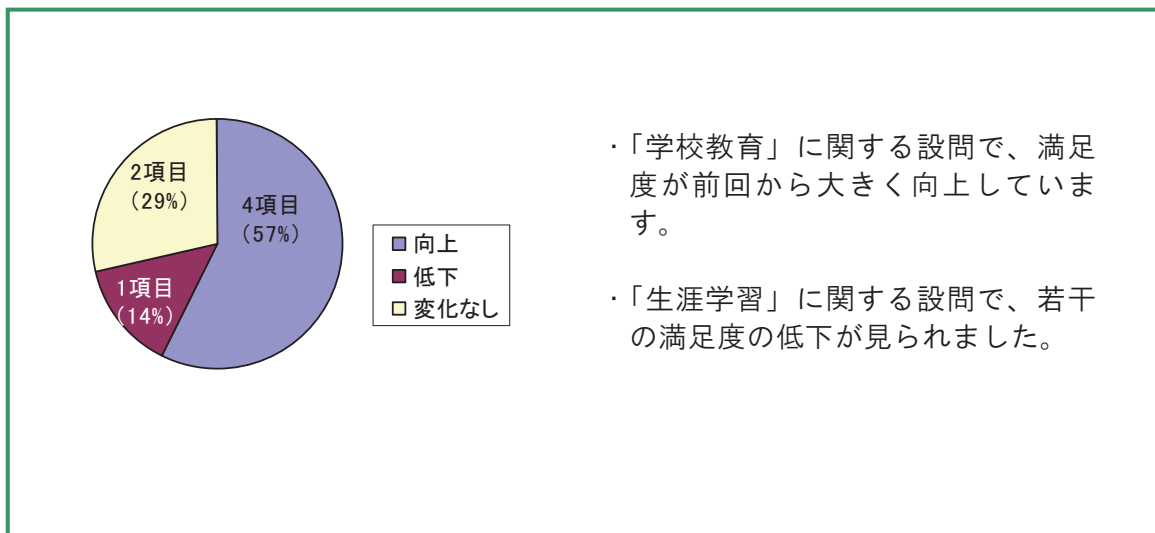 2項目
(29%)
4項目
(57%)
1項目
(14%)
向上
低下
変化なし
・「学校教育」に関する設問で、満足
度が前回から大きく向上していま
す。
・「生涯学習」に関する設問で、若干
の満足度の低下が見られました。